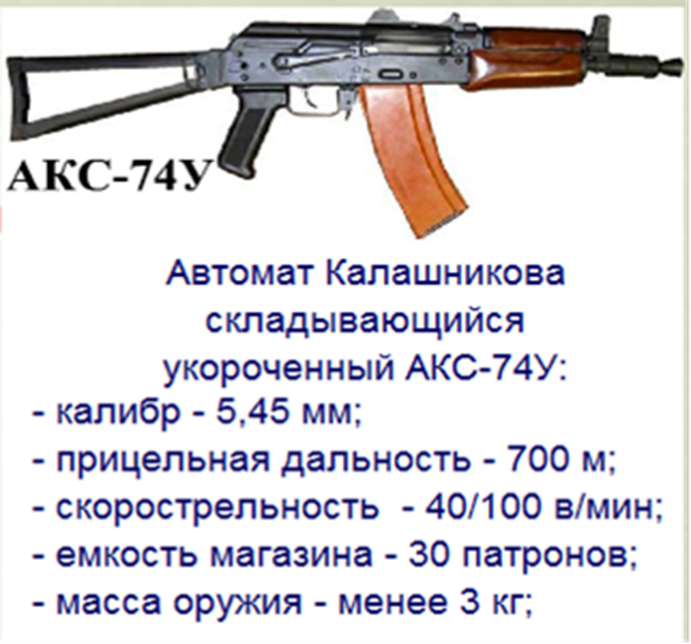 АКС-74У
Автомат Калашникова
складывающийся
укороченный АКС-74У:
- калибр - 5,45 мм;
- прицельная дальность - 700 м;
- скорострельность - 40/100 в/мин;
- емкость магазина - 30 патронов;
- масса оружия - менее 3 кг;